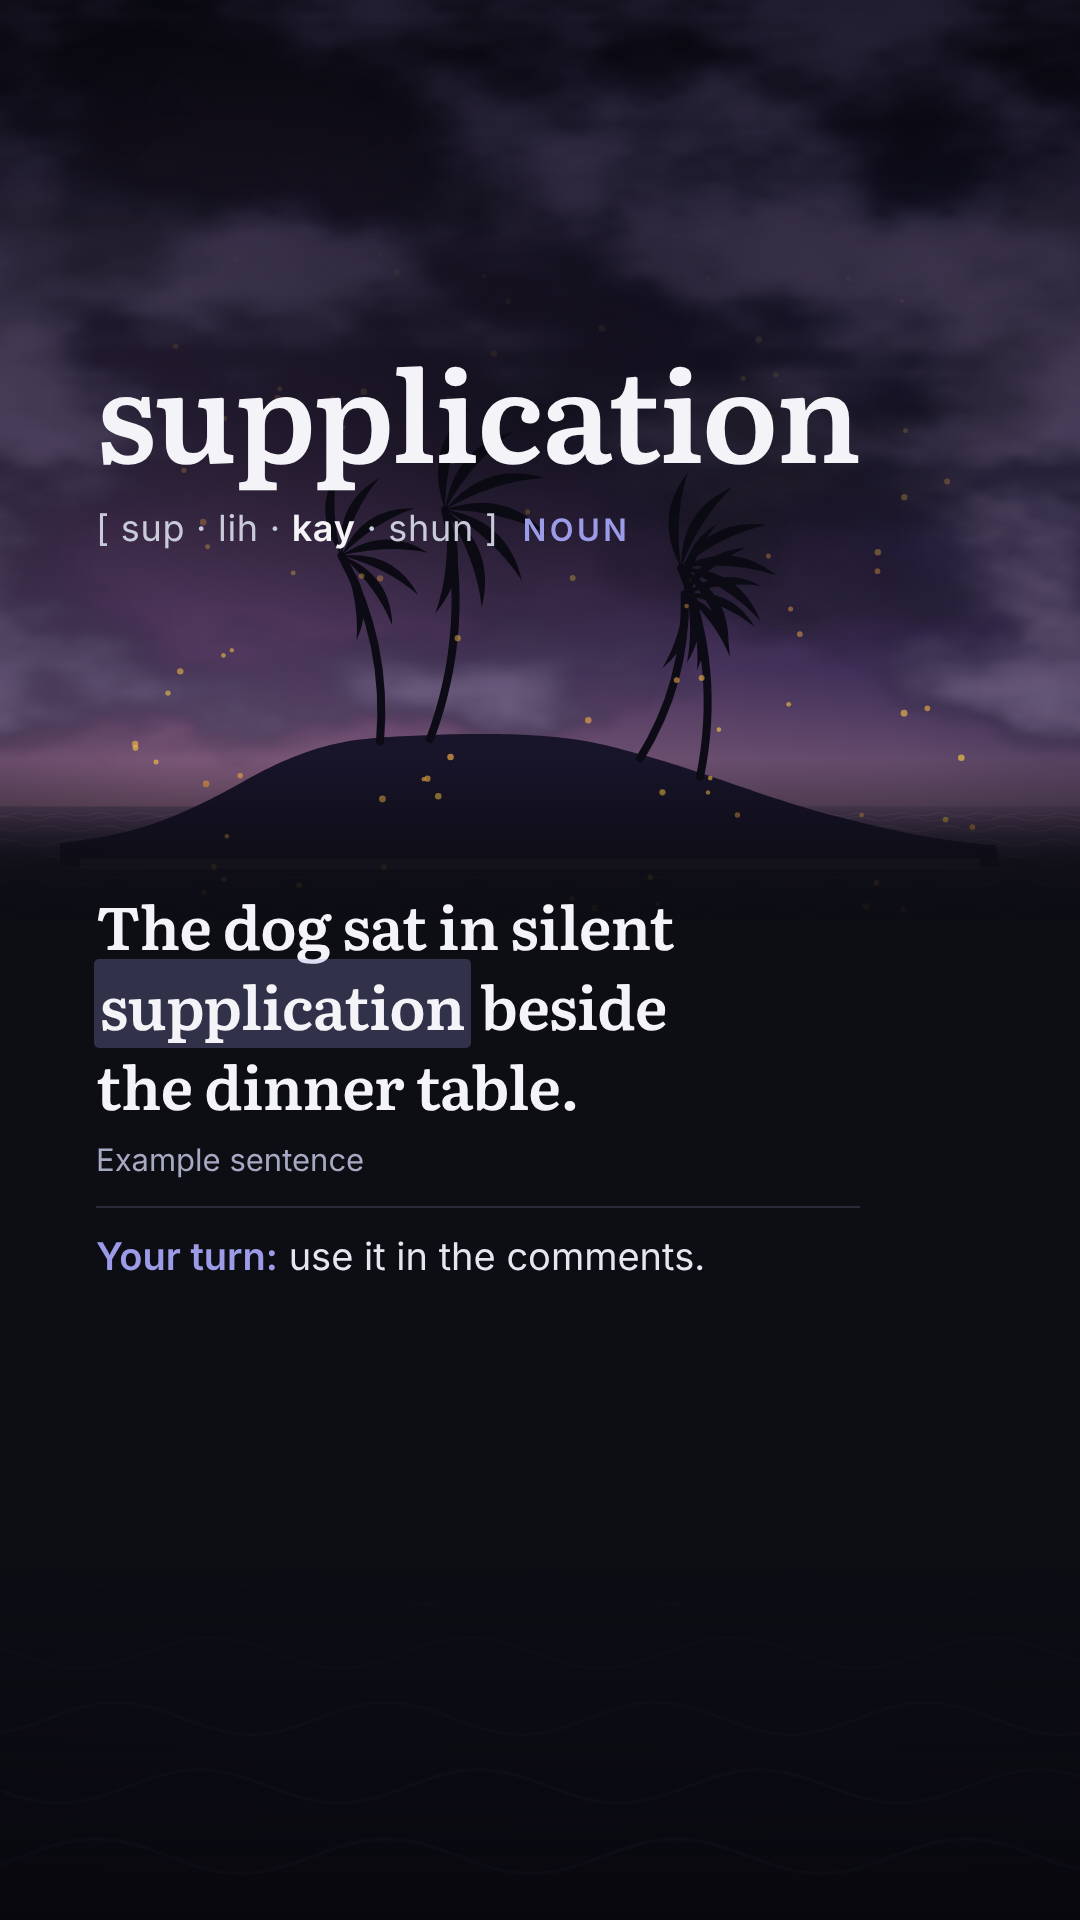 supplication
[ sup · lih · kay · shun ] NOUN
The dog sat in silent
supplication beside
the dinner table.
Example sentence
Your turn: use it in the comments.